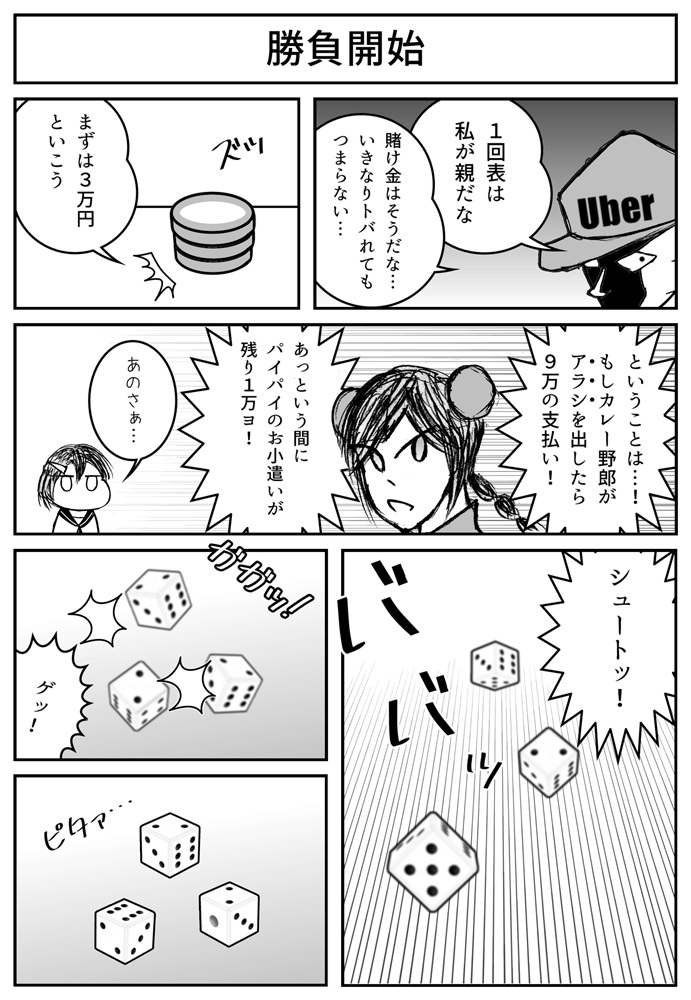 勝負開始
１回表は
私が親だな
賭け金はそうだな…
いきなりトバれても
つまらない…
Uber
まずは３万円
といこう
ズッ
ということは…！
もしカレー野郎が
アラシを出したら
９万の支払い！
あっという間に
パイパイのお小遣いが
残り１万ヨ！
あのさぁ…
シュートッ！
バ
バ
ッ
ガガッ！
グッ！
ピタァ…